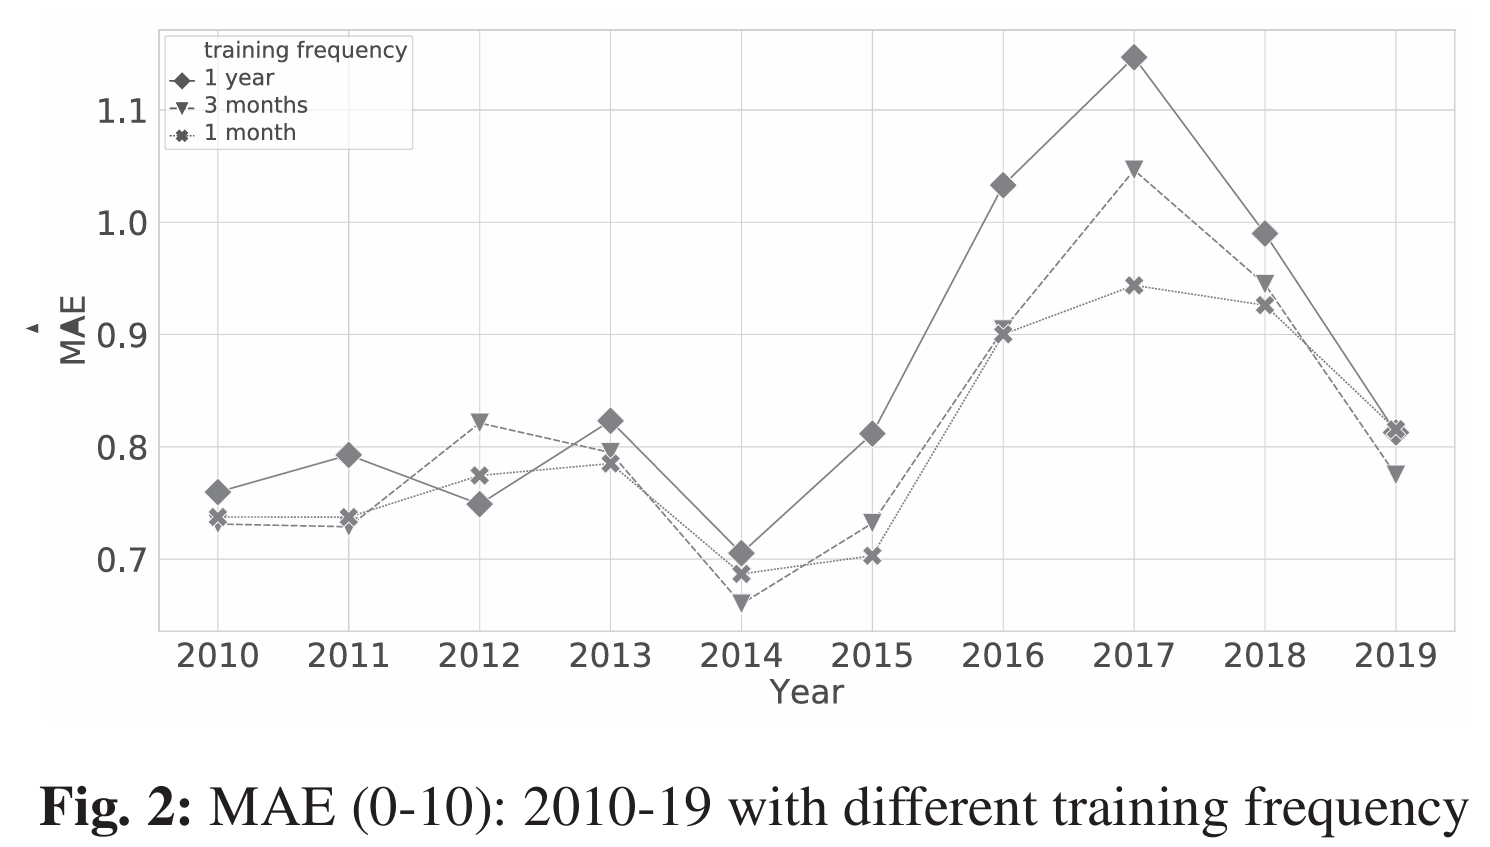 training frequency
1 year
3 months
1 month
1.1
1.0
0.9
0.8
0.7
MAE
2010 2011 2012 2013 2014 2015 2016 2017 2018 2019
Year
Fig. 2: MAE (0-10): 2010-19 with different training frequency